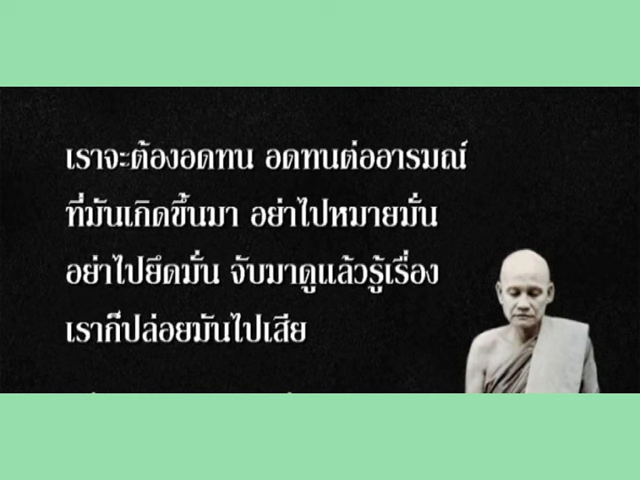 เราจะต้องอดทน อดทนต่ออารมณ์
ที่มันเกิดขึ้นมา อย่าไปหมายมั่น
อย่าไปยึดมั่น จับมาดูแล้วรู้เรื่อง
เราก็ปล่อยมันไปเสีย